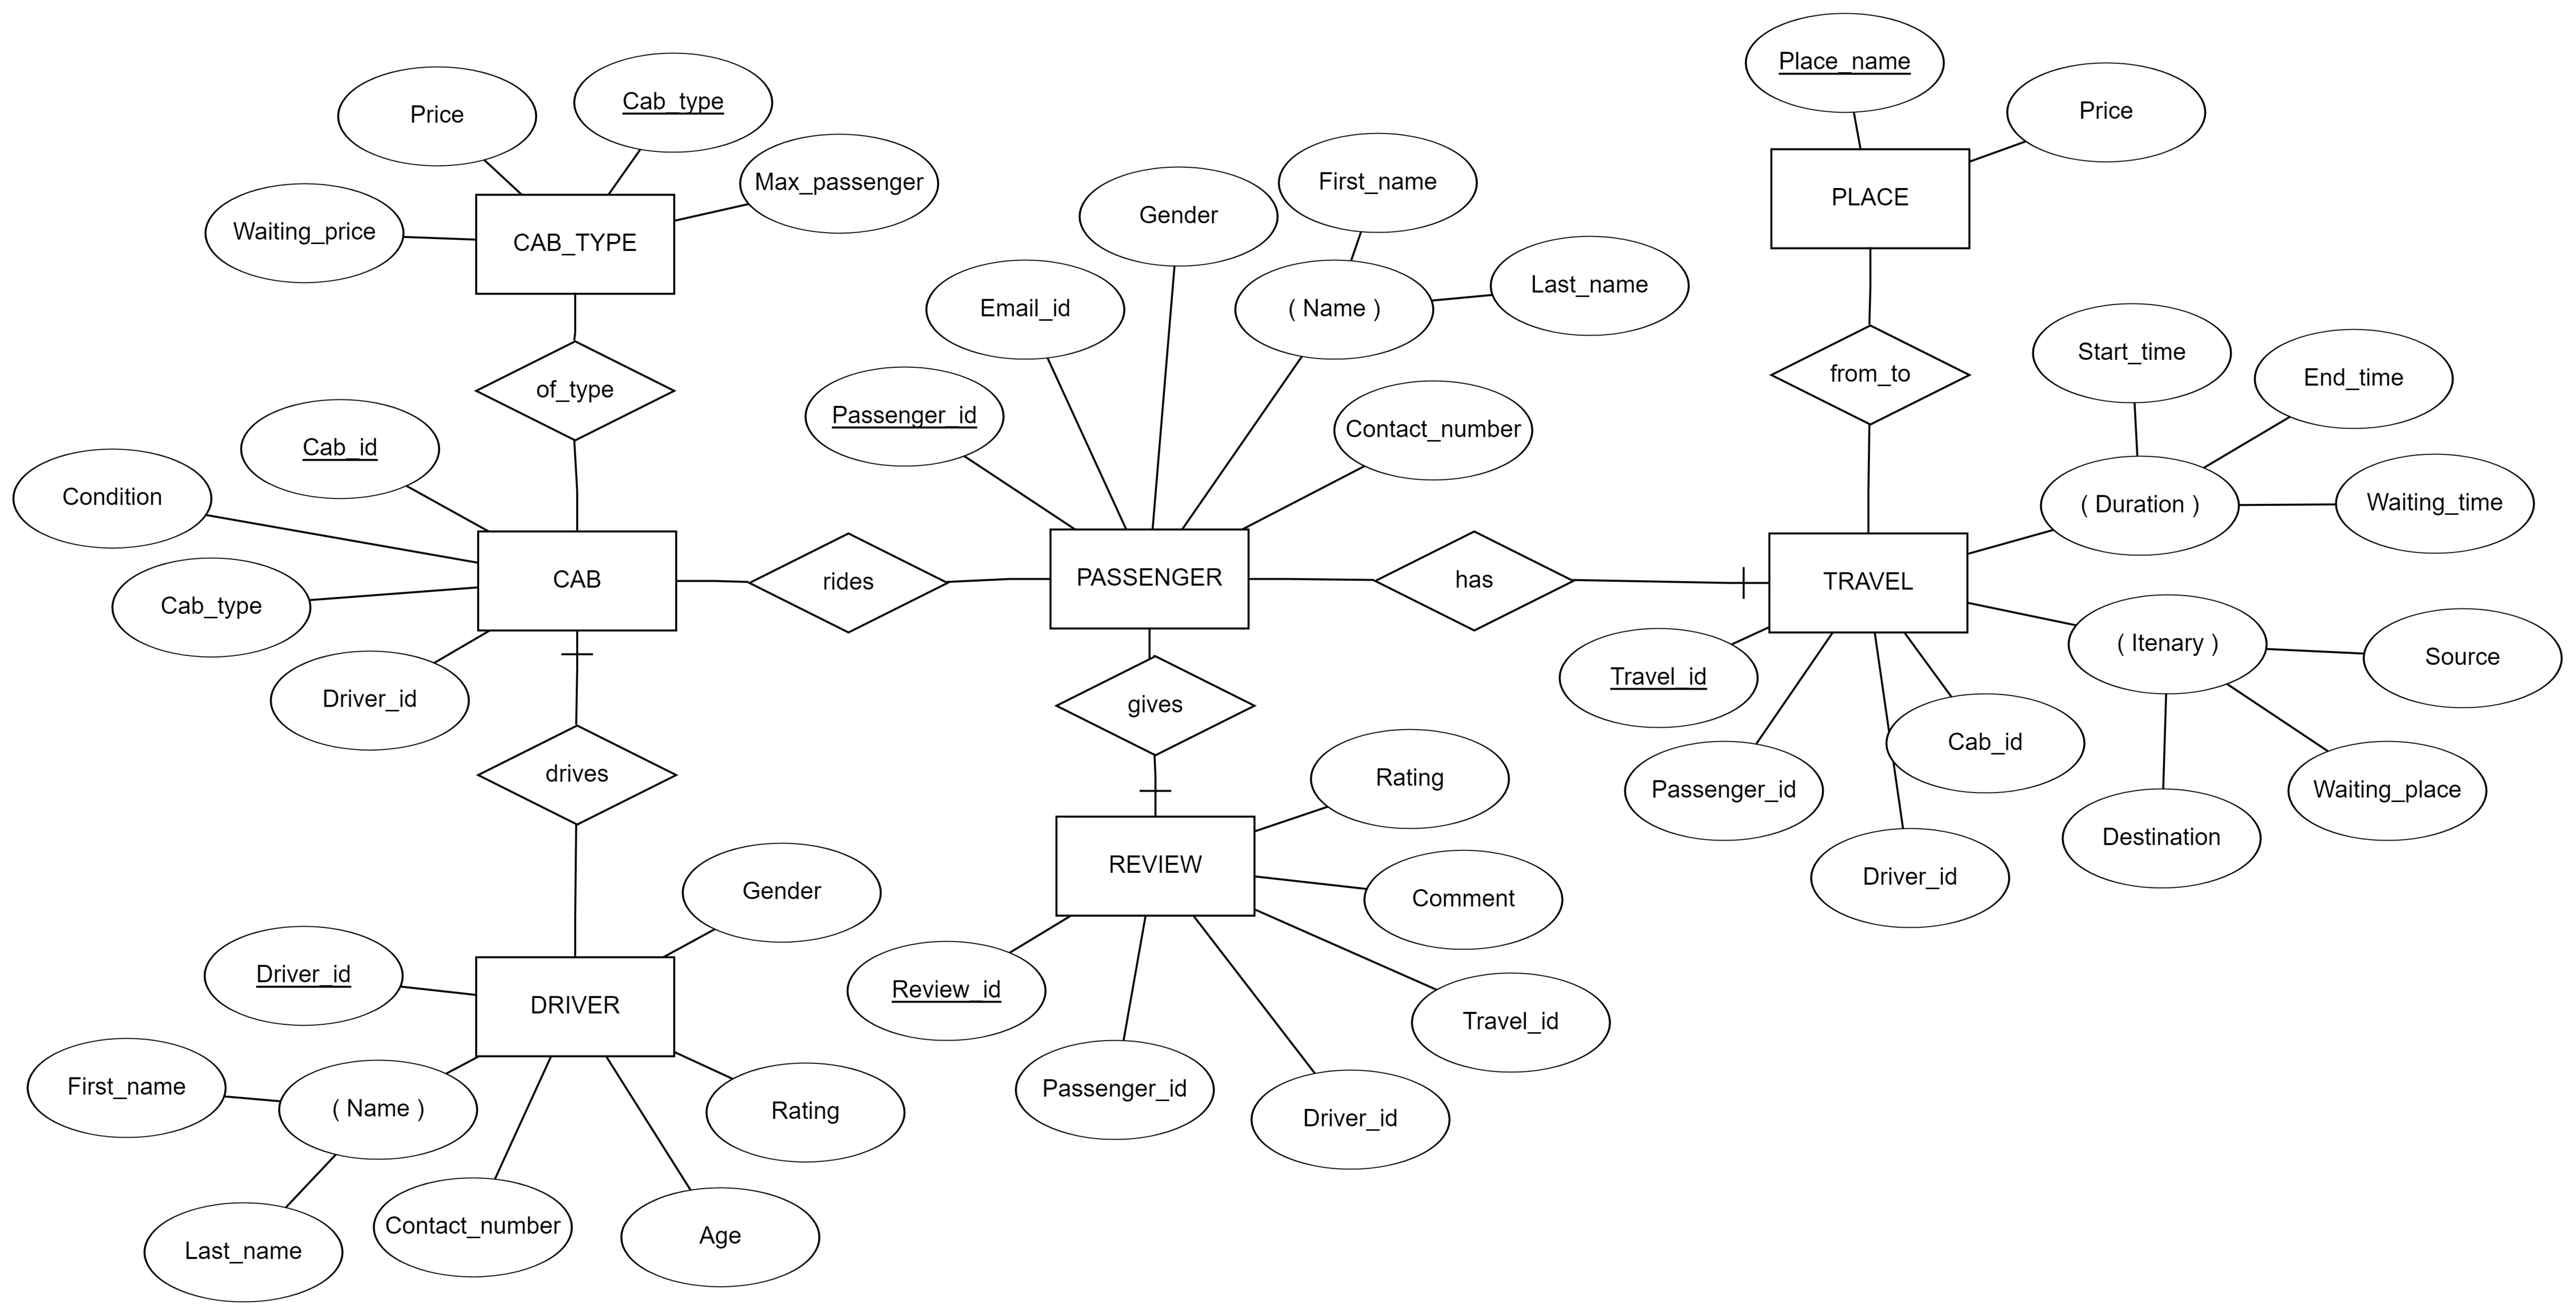 Place_name
Price
PLACE
Cab_type
Price
Max_passenger
Waiting_price
CAB_TYPE
First_name
Gender
Last_name
( Name )
Email_id
Passenger_id
Contact_number
from_to
Start_time
End_time
( Duration )
Waiting_time
of_type
Cab_id
Condition
CAB
Cab_type
Driver_id
rides
PASSENGER
has
TRAVEL
( Itenary )
Source
Travel_id
Cab_id
Passenger_id
Waiting_place
Destination
Driver_id
gives
drives
Rating
REVIEW
Comment
Review_id
Travel_id
Passenger_id
Driver_id
Gender
Driver_id
DRIVER
First_name
( Name )
Rating
Last_name
Contact_number
Age